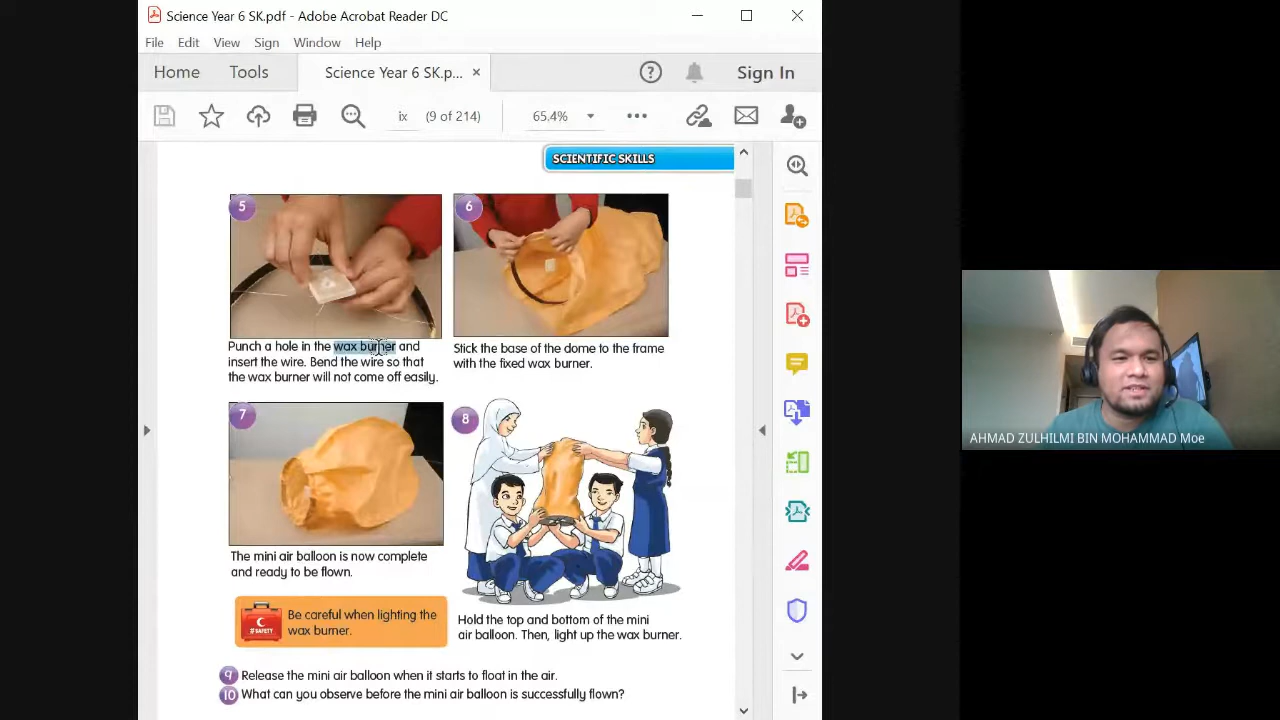 Science Year 6 SK.pdf - Adobe Acrobat Reader DC
File Edit View Sign Window Help
Home Tools Science Year 6 SK.p... × Sign In
ix (9 of 214) 65.4%
SCIENTIFIC SKILLS
5
6
Punch a hole in the wax burner and
insert the wire. Bend the wire so that
the wax burner will not come off easily.
Stick the base of the dome to the frame
with the fixed wax burner.
7
8
The mini air balloon is now complete
and ready to be flown.
#SAFETY
Be careful when lighting the
wax burner.
Hold the top and bottom of the mini
air balloon. Then, light up the wax burner.
9 Release the mini air balloon when it starts to float in the air.
10 What can you observe before the mini air balloon is successfully flown?
AHMAD ZULHILMI BIN MOHAMMAD Moe